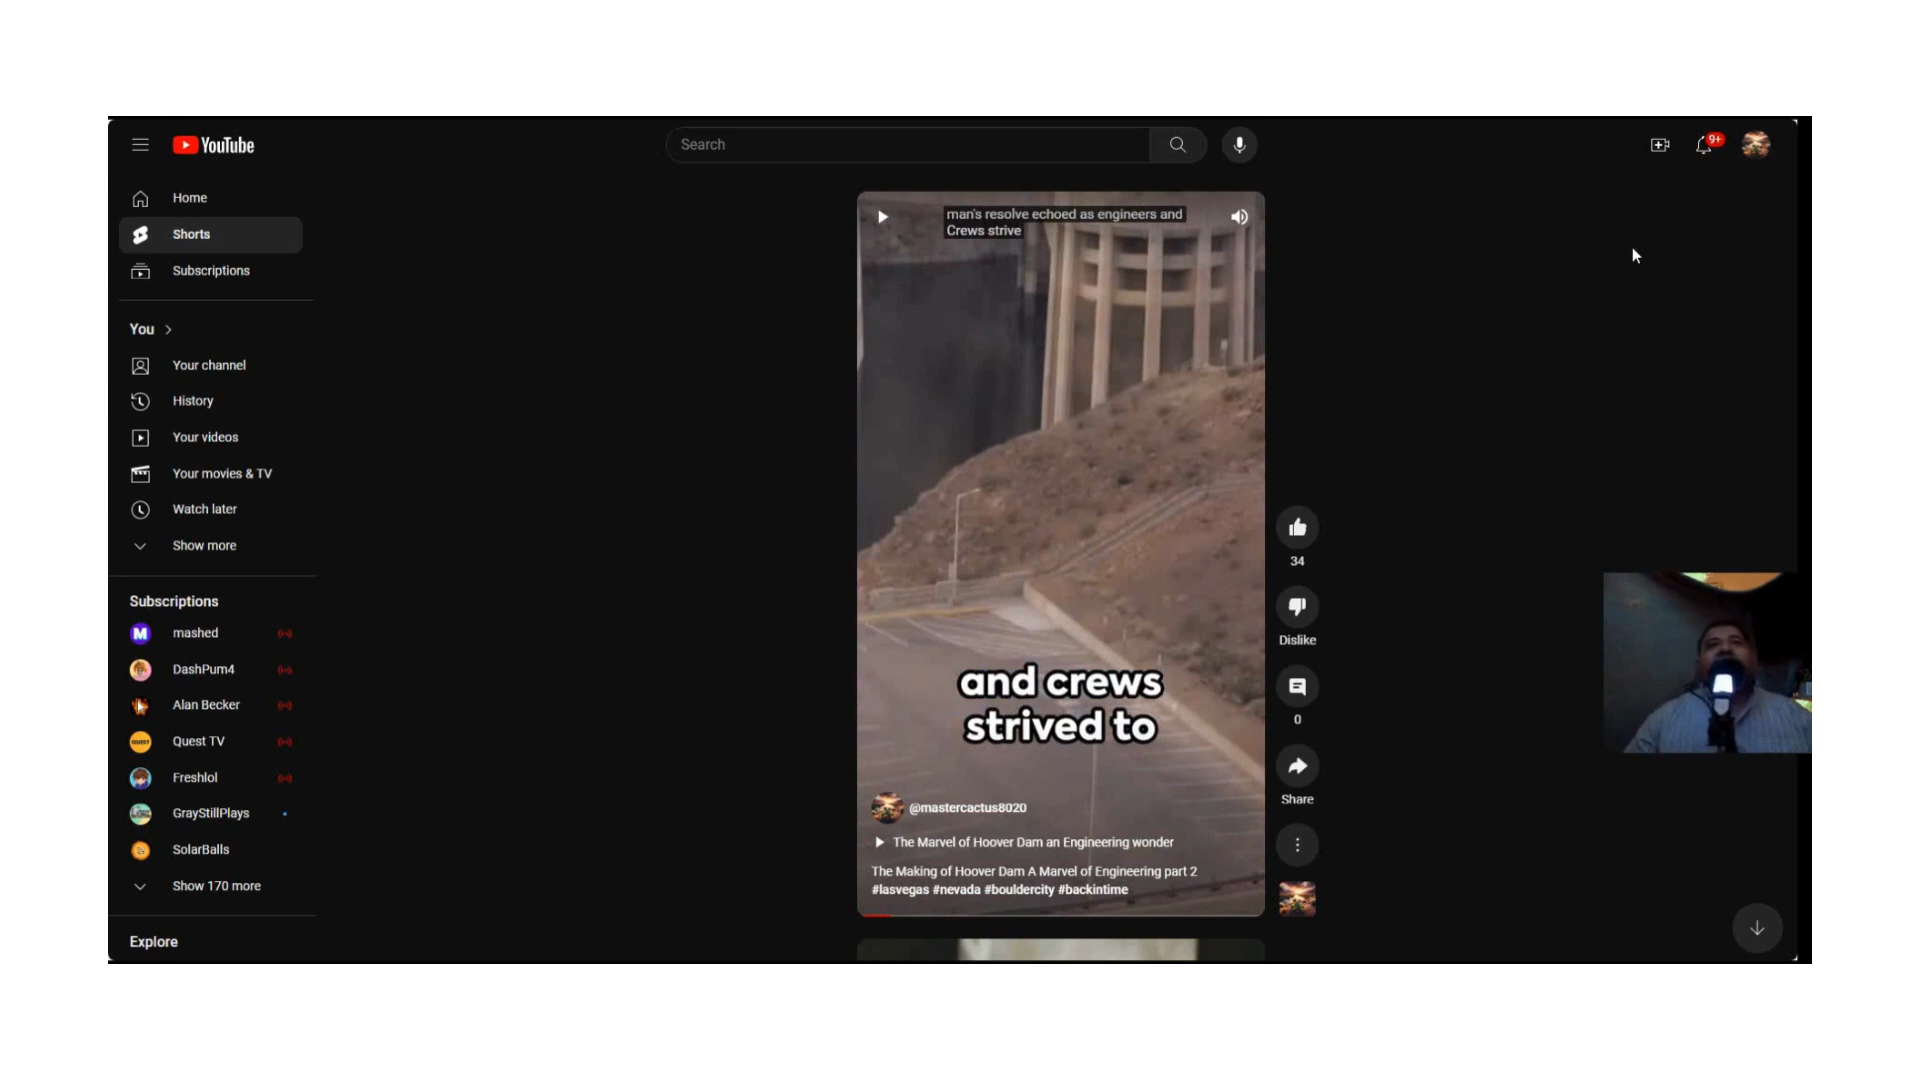 YouTube
Search
9+
Home
Shorts
Subscriptions
You
Your channel
History
Your videos
Your movies & TV
Watch later
Show more
Subscriptions
M
mashed
DashPum4
Alan Becker
QUEST
Quest TV
Freshlol
GrayStillPlays
SolarBalls
Show 170 more
Explore
man's resolve echoed as engineers and
Crews strive
and crews
strived to
@mastercactus8020
The Marvel of Hoover Dam an Engineering wonder
The Making of Hoover Dam A Marvel of Engineering part 2
#lasvegas #nevada #bouldercity #backintime
34
Dislike
0
Share